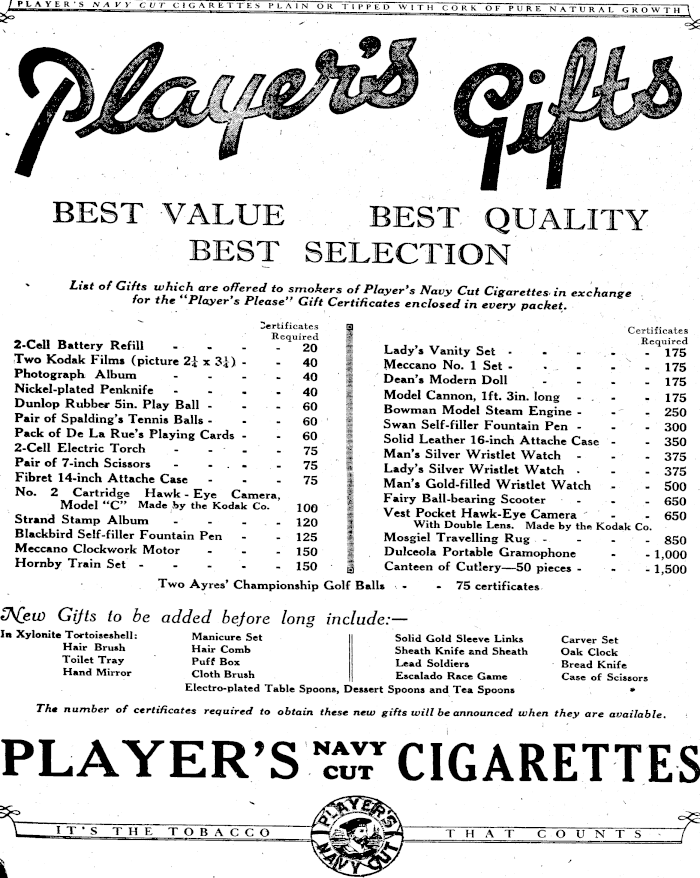 PLAYER'S NAVY CUT CIGARETTES PLAIN OR TIPPED WITH CORK OF PURE NATURAL GROWTH
Player's Gifts
BEST VALUE BEST QUALITY
BEST SELECTION
List of Gifts which are offered to smokers of Player's Navy Cut Cigarettes in exchange
for the "Player's Please" Gift Certificates enclosed in every packet.
Certificates
Required
2-Cell Battery Refill - - - - 20
Two Kodak Films (picture 2¼ x 3¼) - - 40
Photograph Album - - - - 40
Nickel-plated Penknife - - - - 40
Dunlop Rubber 5in. Play Ball - - - 60
Pair of Spalding's Tennis Balls - - - 60
Pack of De La Rue's Playing Cards - - 60
2-Cell Electric Torch - - - - 75
Pair of 7-inch Scissors - - - - 75
Fibret 14-inch Attache Case - - - 75
No. 2 Cartridge Hawk-Eye Camera,
Model "C" Made by the Kodak Co. 100
Strand Stamp Album - - - - 120
Blackbird Self-filler Fountain Pen - - 125
Meccano Clockwork Motor - - - 150
Hornby Train Set - - - - - 150
Certificates
Required
Lady's Vanity Set - - - - - 175
Meccano No. 1 Set - - - - - 175
Dean's Modern Doll - - - - 175
Model Cannon, 1ft. 3in. long - - - 175
Bowman Model Steam Engine - - - 250
Swan Self-filler Fountain Pen - - - 300
Solid Leather 16-inch Attache Case - - 350
Man's Silver Wristlet Watch - - - 375
Lady's Silver Wristlet Watch - - - 375
Man's Gold-filled Wristlet Watch - - 500
Fairy Ball-bearing Scooter - - - 650
Vest Pocket Hawk-Eye Camera - - 650
With Double Lens. Made by the Kodak Co.
Mosgiel Travelling Rug - - - - 850
Dulceola Portable Gramophone - - 1,000
Canteen of Cutlery—50 pieces - - - 1,500
Two Ayres' Championship Golf Balls - - 75 certificates
New Gifts to be added before long include:—
In Xylonite Tortoiseshell:
Hair Brush
Toilet Tray
Hand Mirror
Manicure Set
Hair Comb
Puff Box
Cloth Brush
Solid Gold Sleeve Links
Sheath Knife and Sheath
Lead Soldiers
Escalado Race Game
Carver Set
Oak Clock
Bread Knife
Case of Scissors
Electro-plated Table Spoons, Dessert Spoons and Tea Spoons
The number of certificates required to obtain these new gifts will be announced when they are available.
PLAYER'S NAVY CUT CIGARETTES
PLAYER'S
NAVY CUT
IT'S THE TOBACCO THAT COUNTS